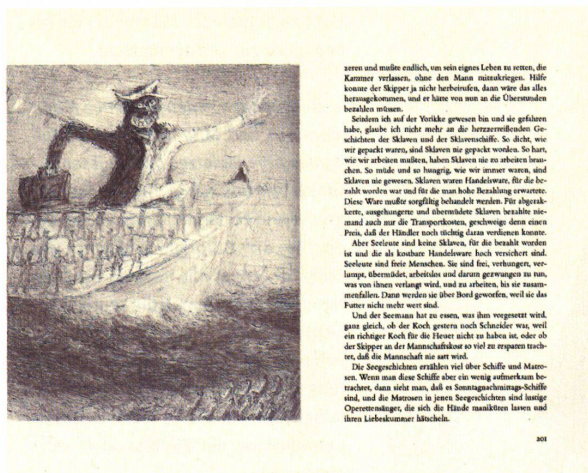 zeren und mußte endlich, um sein eignes Leben zu retten, die
Kammer verlassen, ohne den Mann mitzukriegen. Hilfe
konnte der Skipper ja nicht herbeirufen, dann wäre das alles
herausgekommen, und er hätte von nun an die Überstunden
bezahlen müssen.
Seitdem ich auf der Yorikke gewesen bin und sie gefahren
habe, glaube ich nicht mehr an die herzzerreißenden Ge-
schichten der Sklaven und der Sklavenschiffe. So dicht, wie
wir gepackt waren, sind Sklaven nie gepackt worden. So hart,
wie wir arbeiten mußten, haben Sklaven nie zu arbeiten brau-
chen. So müde und so hungrig, wie wir immer waren, sind
Sklaven nie gewesen. Sklaven waren Handelsware, für die be-
zahlt worden war und für die man hohe Bezahlung erwartete.
Diese Ware mußte sorgfältig behandelt werden. Für abgerak-
kerte, ausgehungerte und übermüdete Sklaven bezahlte nie-
mand auch nur die Transportkosten, geschweige denn einen
Preis, daß der Händler noch tüchtig daran verdienen konnte.
Aber Seeleute sind keine Sklaven, für die bezahlt worden
ist und die als kostbare Handelsware hoch versichert sind.
Seeleute sind freie Menschen. Sie sind frei, verhungert, ver-
lumpt, übermüdet, arbeitslos und darum gezwungen zu tun,
was von ihnen verlangt wird, und zu arbeiten, bis sie zusam-
menfallen. Dann werden sie über Bord geworfen, weil sie das
Futter nicht mehr wert sind.
Und der Seemann hat zu essen, was ihm vorgesetzt wird,
ganz gleich, ob der Koch gestern noch Schneider war, weil
ein richtiger Koch für die Heuer nicht zu haben ist, oder ob
der Skipper an der Mannschaftskost so viel zu ersparen trach-
tet, daß die Mannschaft nie satt wird.
Die Seegeschichten erzählen viel über Schiffe und Matro-
sen. Wenn man diese Schiffe aber ein wenig aufmerksam be-
trachtet, dann sieht man, daß es Sonntagnachmittags-Schiffe
sind, und die Matrosen in jenen Seegeschichten sind lustige
Operettensänger, die sich die Hände maniküren lassen und
ihren Liebeskummer hätscheln.
201